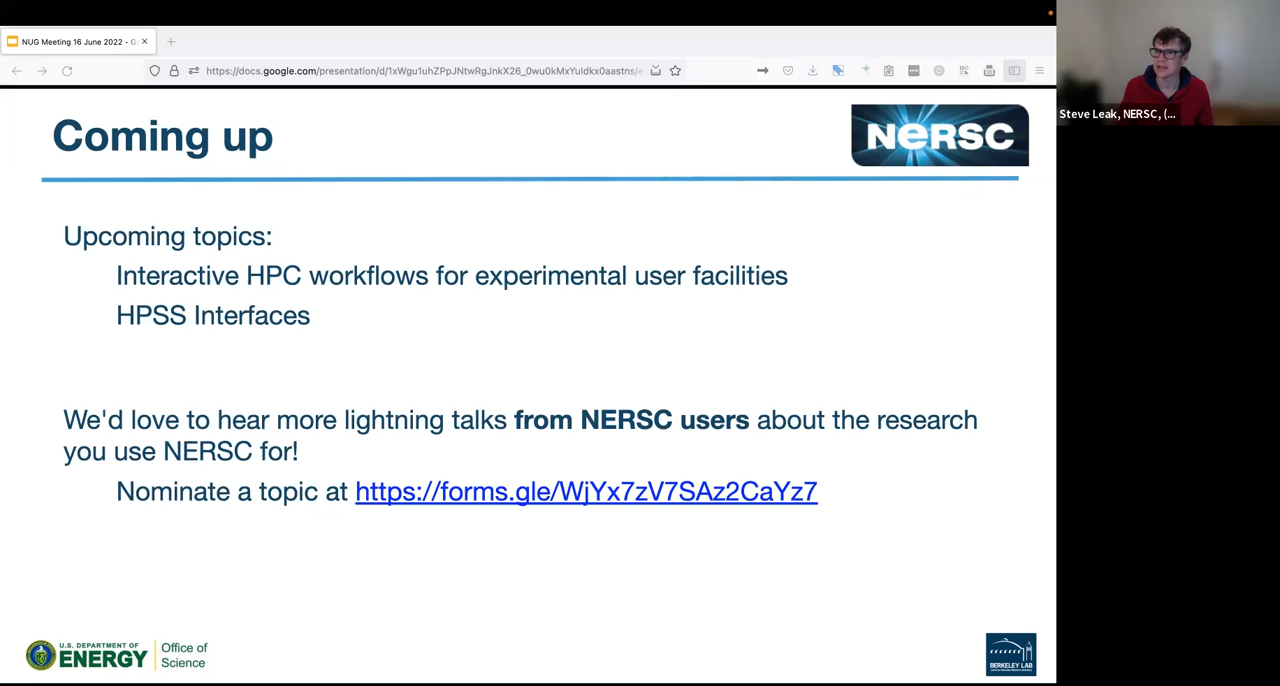 NUG Meeting 16 June 2022 - Go
https://docs.google.com/presentation/d/1xWgu1uhZPpJNtwRgJnkX26_0wu0kMxYuIdkx0aastns/e
Steve Leak, NERSC, (...
Coming up
NERSC
Upcoming topics:
Interactive HPC workflows for experimental user facilities
HPSS Interfaces
We'd love to hear more lightning talks from NERSC users about the research
you use NERSC for!
Nominate a topic at https://forms.gle/WjYx7zV7SAz2CaYz7
U.S. DEPARTMENT OF
ENERGY
Office of
Science
BERKELEY LAB